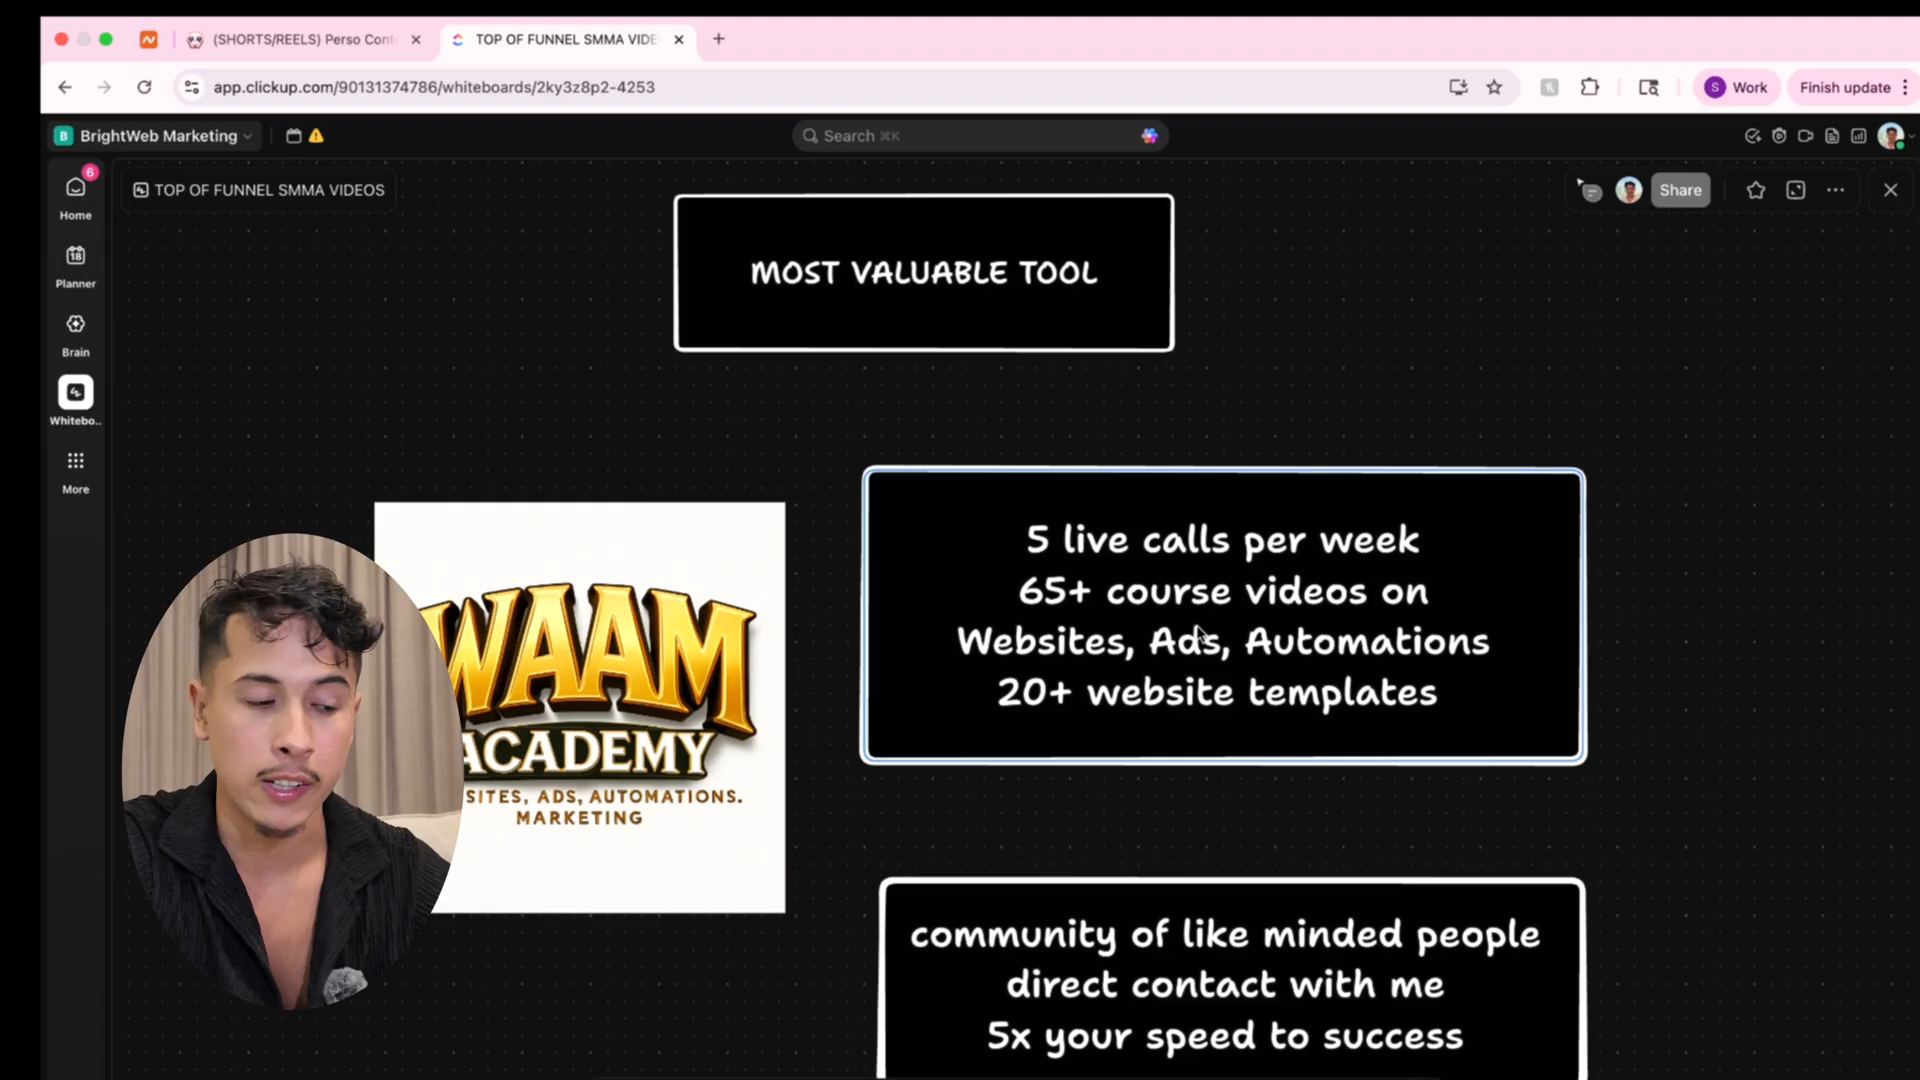 (SHORTS/REELS) Perso Cont
TOP OF FUNNEL SMMA VIDE
app.clickup.com/90131374786/whiteboards/2ky3z8p2-4253
S Work
Finish update
B BrightWeb Marketing
Search ⌘K
6
Home
18
Planner
Brain
Whitebo..
More
TOP OF FUNNEL SMMA VIDEOS
Share
MOST VALUABLE TOOL
WAAM
ACADEMY
SITES, ADS, AUTOMATIONS.
MARKETING
5 live calls per week
65+ course videos on
Websites, Ads, Automations
20+ website templates
community of like minded people
direct contact with me
5x your speed to success